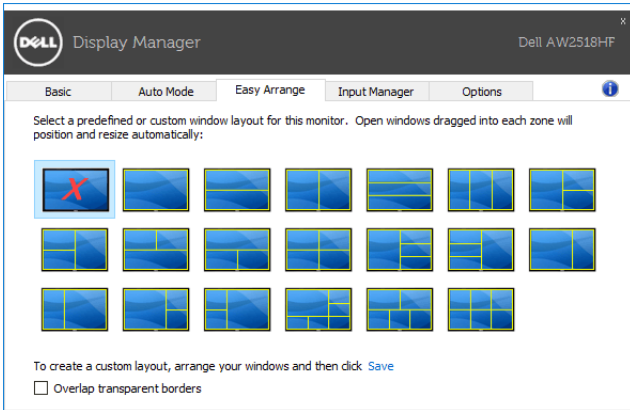 x
DELL Display Manager Dell AW2518HF
Basic Auto Mode Easy Arrange Input Manager Options i
Select a predefined or custom window layout for this monitor. Open windows dragged into each zone will
position and resize automatically:
X
To create a custom layout, arrange your windows and then click Save
Overlap transparent borders